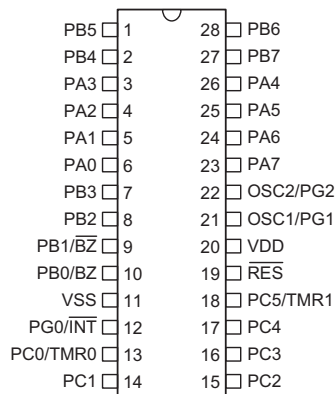 PB5 1 28 PB6
PB4 2 27 PB7
PA3 3 26 PA4
PA2 4 25 PA5
PA1 5 24 PA6
PA0 6 23 PA7
PB3 7 22 OSC2/PG2
PB2 8 21 OSC1/PG1
PB1/B̅Z̅ 9 20 VDD
PB0/BZ 10 19 R̅E̅S̅
VSS 11 18 PC5/TMR1
PG0/I̅N̅T̅ 12 17 PC4
PC0/TMR0 13 16 PC3
PC1 14 15 PC2